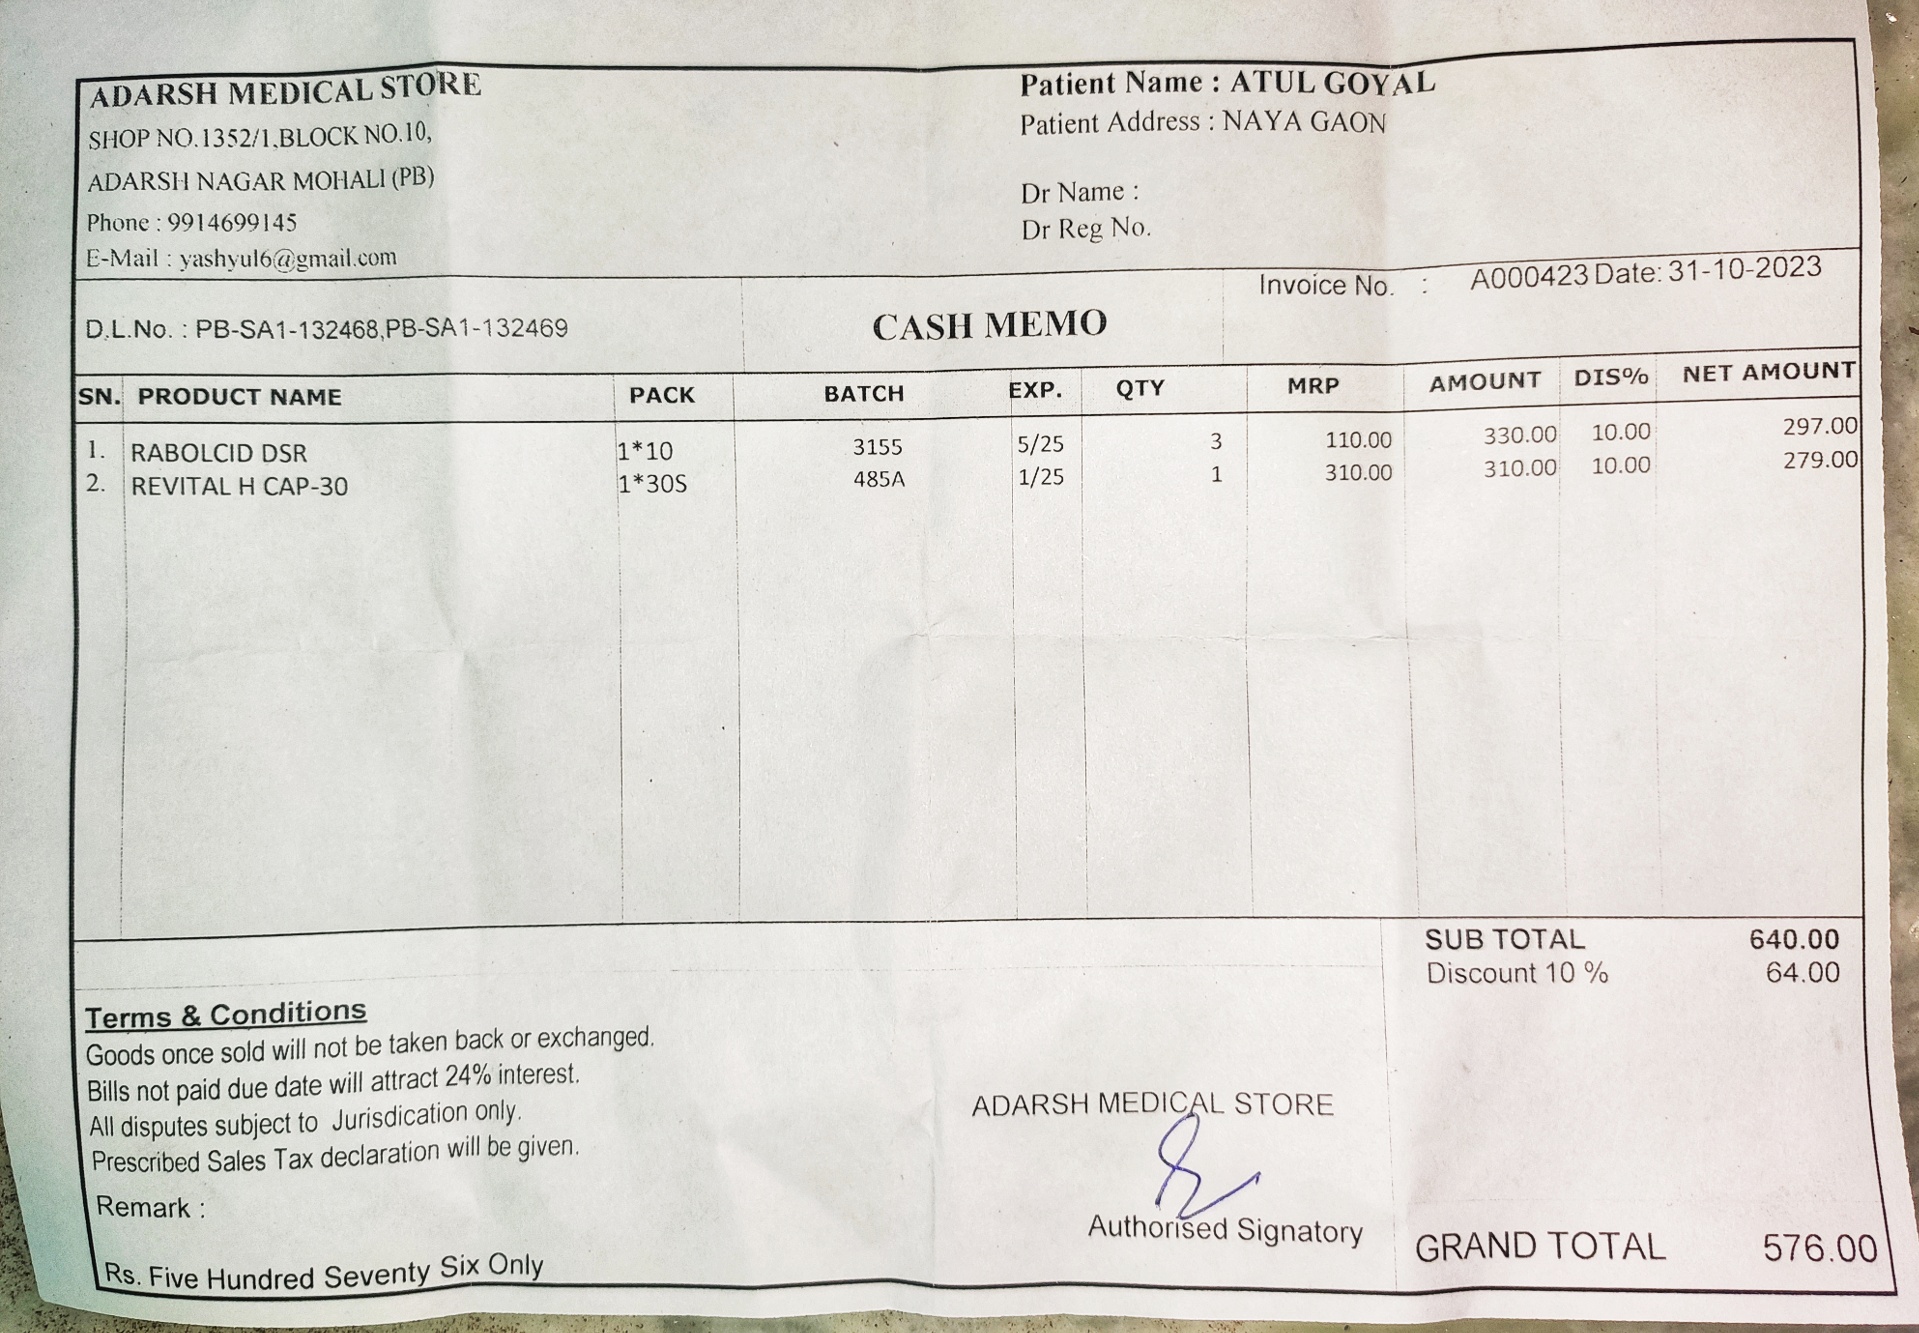 ADARSH MEDICAL STORE
SHOP NO.1352/1,BLOCK NO.10,
ADARSH NAGAR MOHALI (PB)
Phone : 9914699145
E-Mail : yashyul6@gmail.com
Patient Name : ATUL GOYAL
Patient Address : NAYA GAON
Dr Name :
Dr Reg No.
D.L.No. : PB-SA1-132468,PB-SA1-132469
CASH MEMO
Invoice No. : A000423 Date: 31-10-2023
SN. PRODUCT NAME PACK BATCH EXP. QTY MRP AMOUNT DIS% NET AMOUNT
1. RABOLCID DSR 1*10 3155 5/25 3 110.00 330.00 10.00 297.00
2. REVITAL H CAP-30 1*30S 485A 1/25 1 310.00 310.00 10.00 279.00
SUB TOTAL 640.00
Discount 10 % 64.00
Terms & Conditions
Goods once sold will not be taken back or exchanged.
Bills not paid due date will attract 24% interest.
All disputes subject to Jurisdication only.
Prescribed Sales Tax declaration will be given.
Remark :
Rs. Five Hundred Seventy Six Only
ADARSH MEDICAL STORE
Authorised Signatory
GRAND TOTAL 576.00